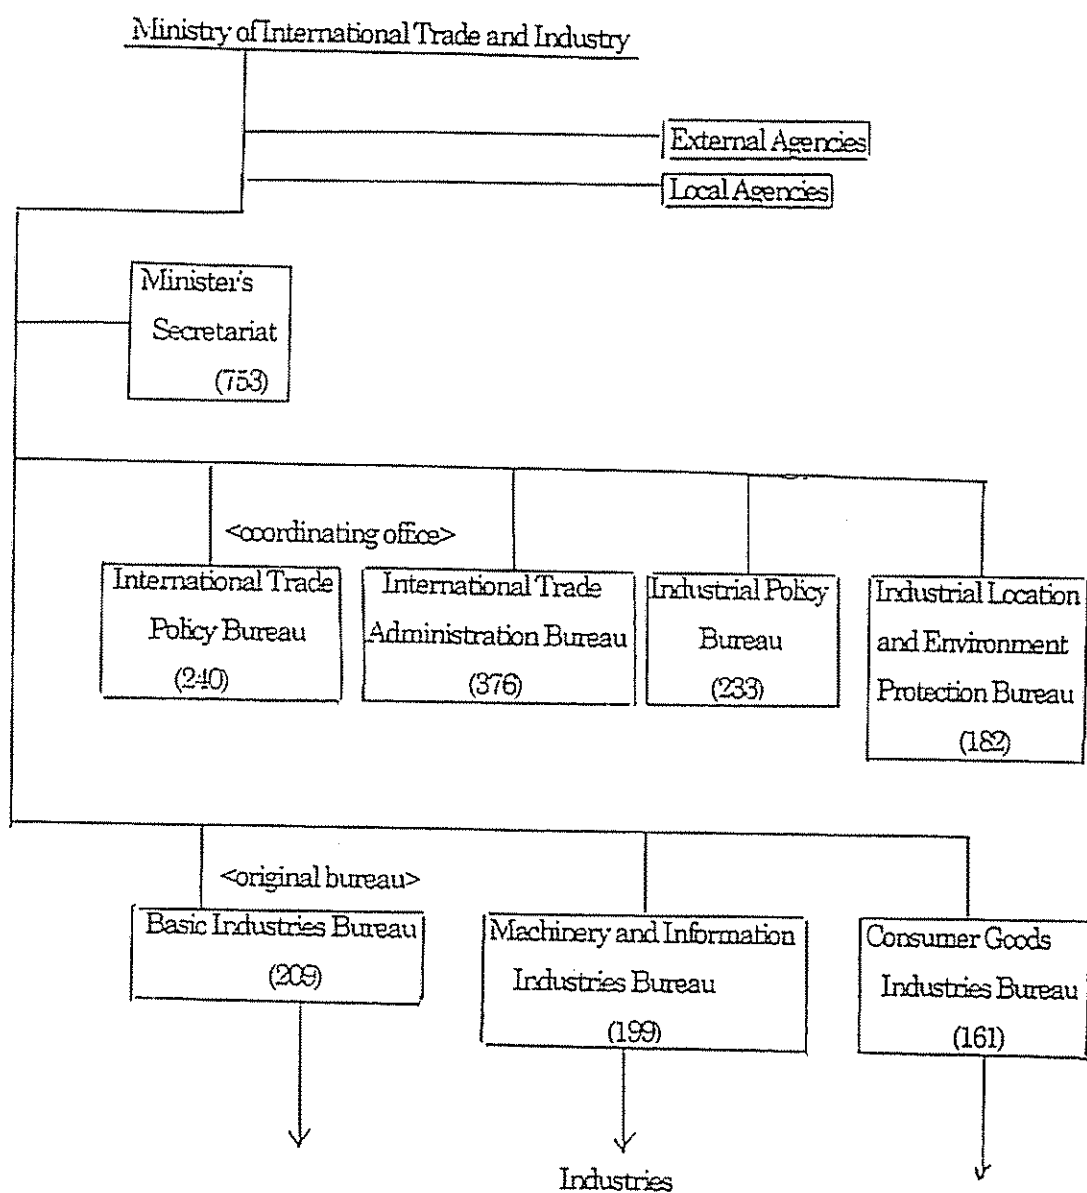 Ministry of International Trade and Industry
External Agencies
Local Agencies
Minister's
Secretariat
(753)
<coordinating office>
International Trade
Policy Bureau
(240)
International Trade
Administration Bureau
(376)
Industrial Policy
Bureau
(233)
Industrial Location
and Environment
Protection Bureau
(182)
<original bureau>
Basic Industries Bureau
(209)
Machinery and Information
Industries Bureau
(199)
Consumer Goods
Industries Bureau
(161)
Industries